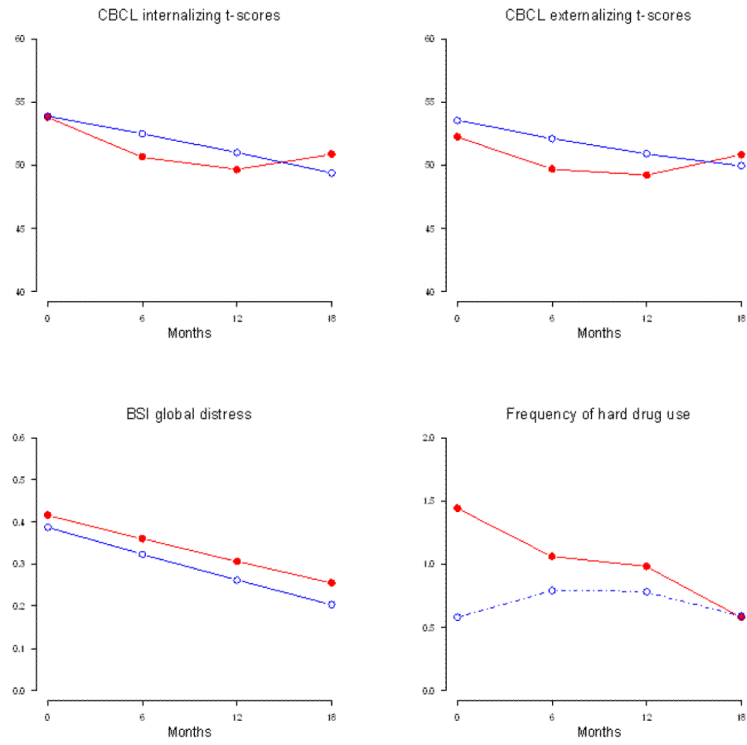 CBCL internalizing t-scores
60
55
50
45
40
0 6 12 18
Months
CBCL externalizing t-scores
60
55
50
45
40
0 6 12 18
Months
BSI global distress
0.6
0.5
0.4
0.3
0.2
0.1
0.0
0 6 12 18
Months
Frequency of hard drug use
2.0
1.5
1.0
0.5
0.0
0 6 12 18
Months